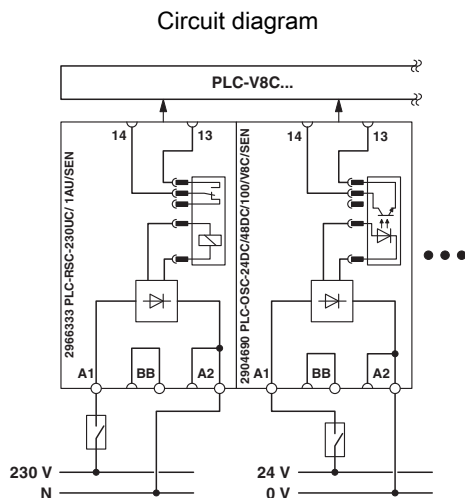 Circuit diagram
PLC-V8C...
14
13
14
13
2966333 PLC-RSC-230UC/ 1AU/SEN
2904690 PLC-OSC-24DC/48DC/100/V8C/SEN
A1
BB
A2
A1
BB
A2
230 V
24 V
N
0 V